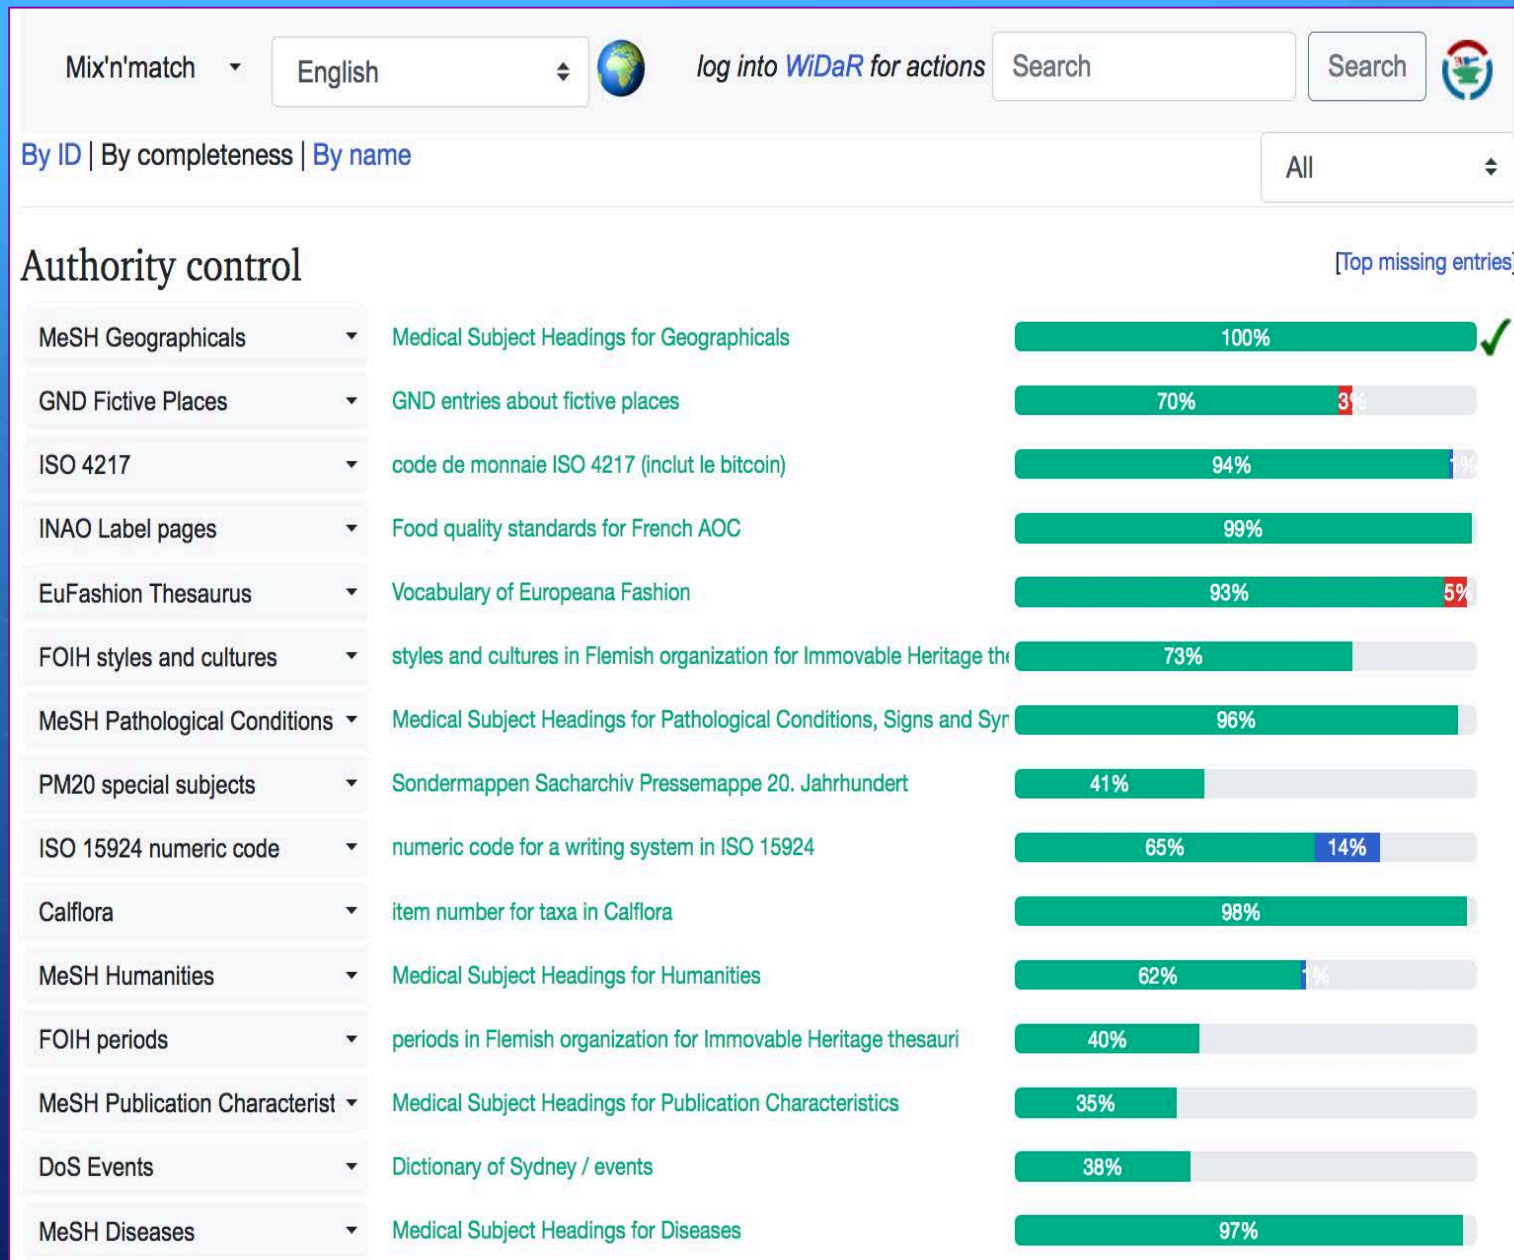 Mix'n'match English log into WiDaR for actions Search Search
By ID | By completeness | By name All
Authority control [Top missing entries]
MeSH Geographicals Medical Subject Headings for Geographicals 100%
GND Fictive Places GND entries about fictive places 70% 3%
ISO 4217 code de monnaie ISO 4217 (inclut le bitcoin) 94% 1%
INAO Label pages Food quality standards for French AOC 99%
EuFashion Thesaurus Vocabulary of Europeana Fashion 93% 5%
FOIH styles and cultures styles and cultures in Flemish organization for Immovable Heritage the 73%
MeSH Pathological Conditions Medical Subject Headings for Pathological Conditions, Signs and Syn 96%
PM20 special subjects Sondermappen Sacharchiv Pressemappe 20. Jahrhundert 41%
ISO 15924 numeric code numeric code for a writing system in ISO 15924 65% 14%
Calflora item number for taxa in Calflora 98%
MeSH Humanities Medical Subject Headings for Humanities 62% 1%
FOIH periods periods in Flemish organization for Immovable Heritage thesauri 40%
MeSH Publication Characterist Medical Subject Headings for Publication Characteristics 35%
DoS Events Dictionary of Sydney / events 38%
MeSH Diseases Medical Subject Headings for Diseases 97%